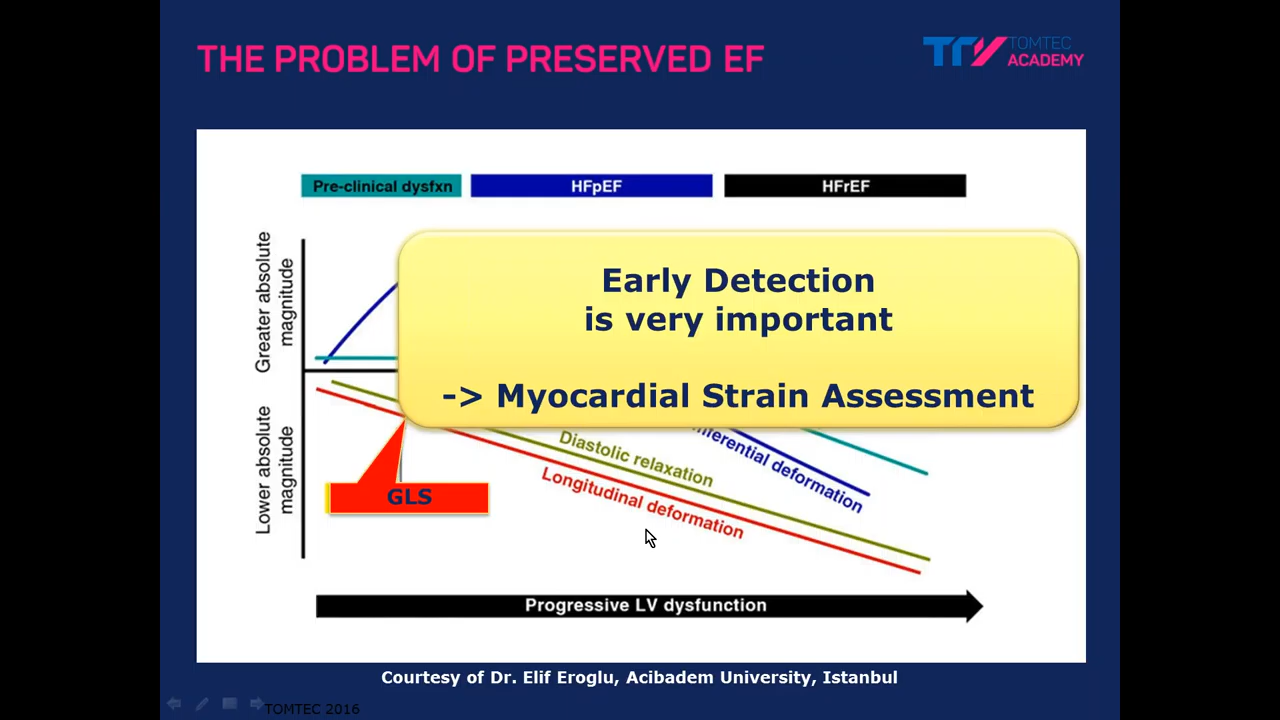 THE PROBLEM OF PRESERVED EF
TOMTEC
ACADEMY
Pre-clinical dysfxn
HFpEF
HFrEF
Greater absolute
magnitude
Early Detection
is very important
-> Myocardial Strain Assessment
Lower absolute
magnitude
Diastolic relaxation
deformation
Longitudinal deformation
GLS
Progressive LV dysfunction
Courtesy of Dr. Elif Eroglu, Acibadem University, Istanbul
TOMTEC 2016